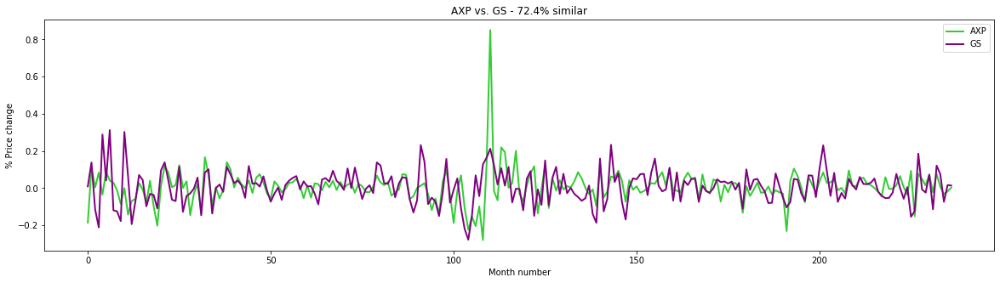 AXP vs. GS - 72.4% similar
AXP
GS
% Price change
0.8
0.6
0.4
0.2
0.0
−0.2
0
50
100
150
200
Month number